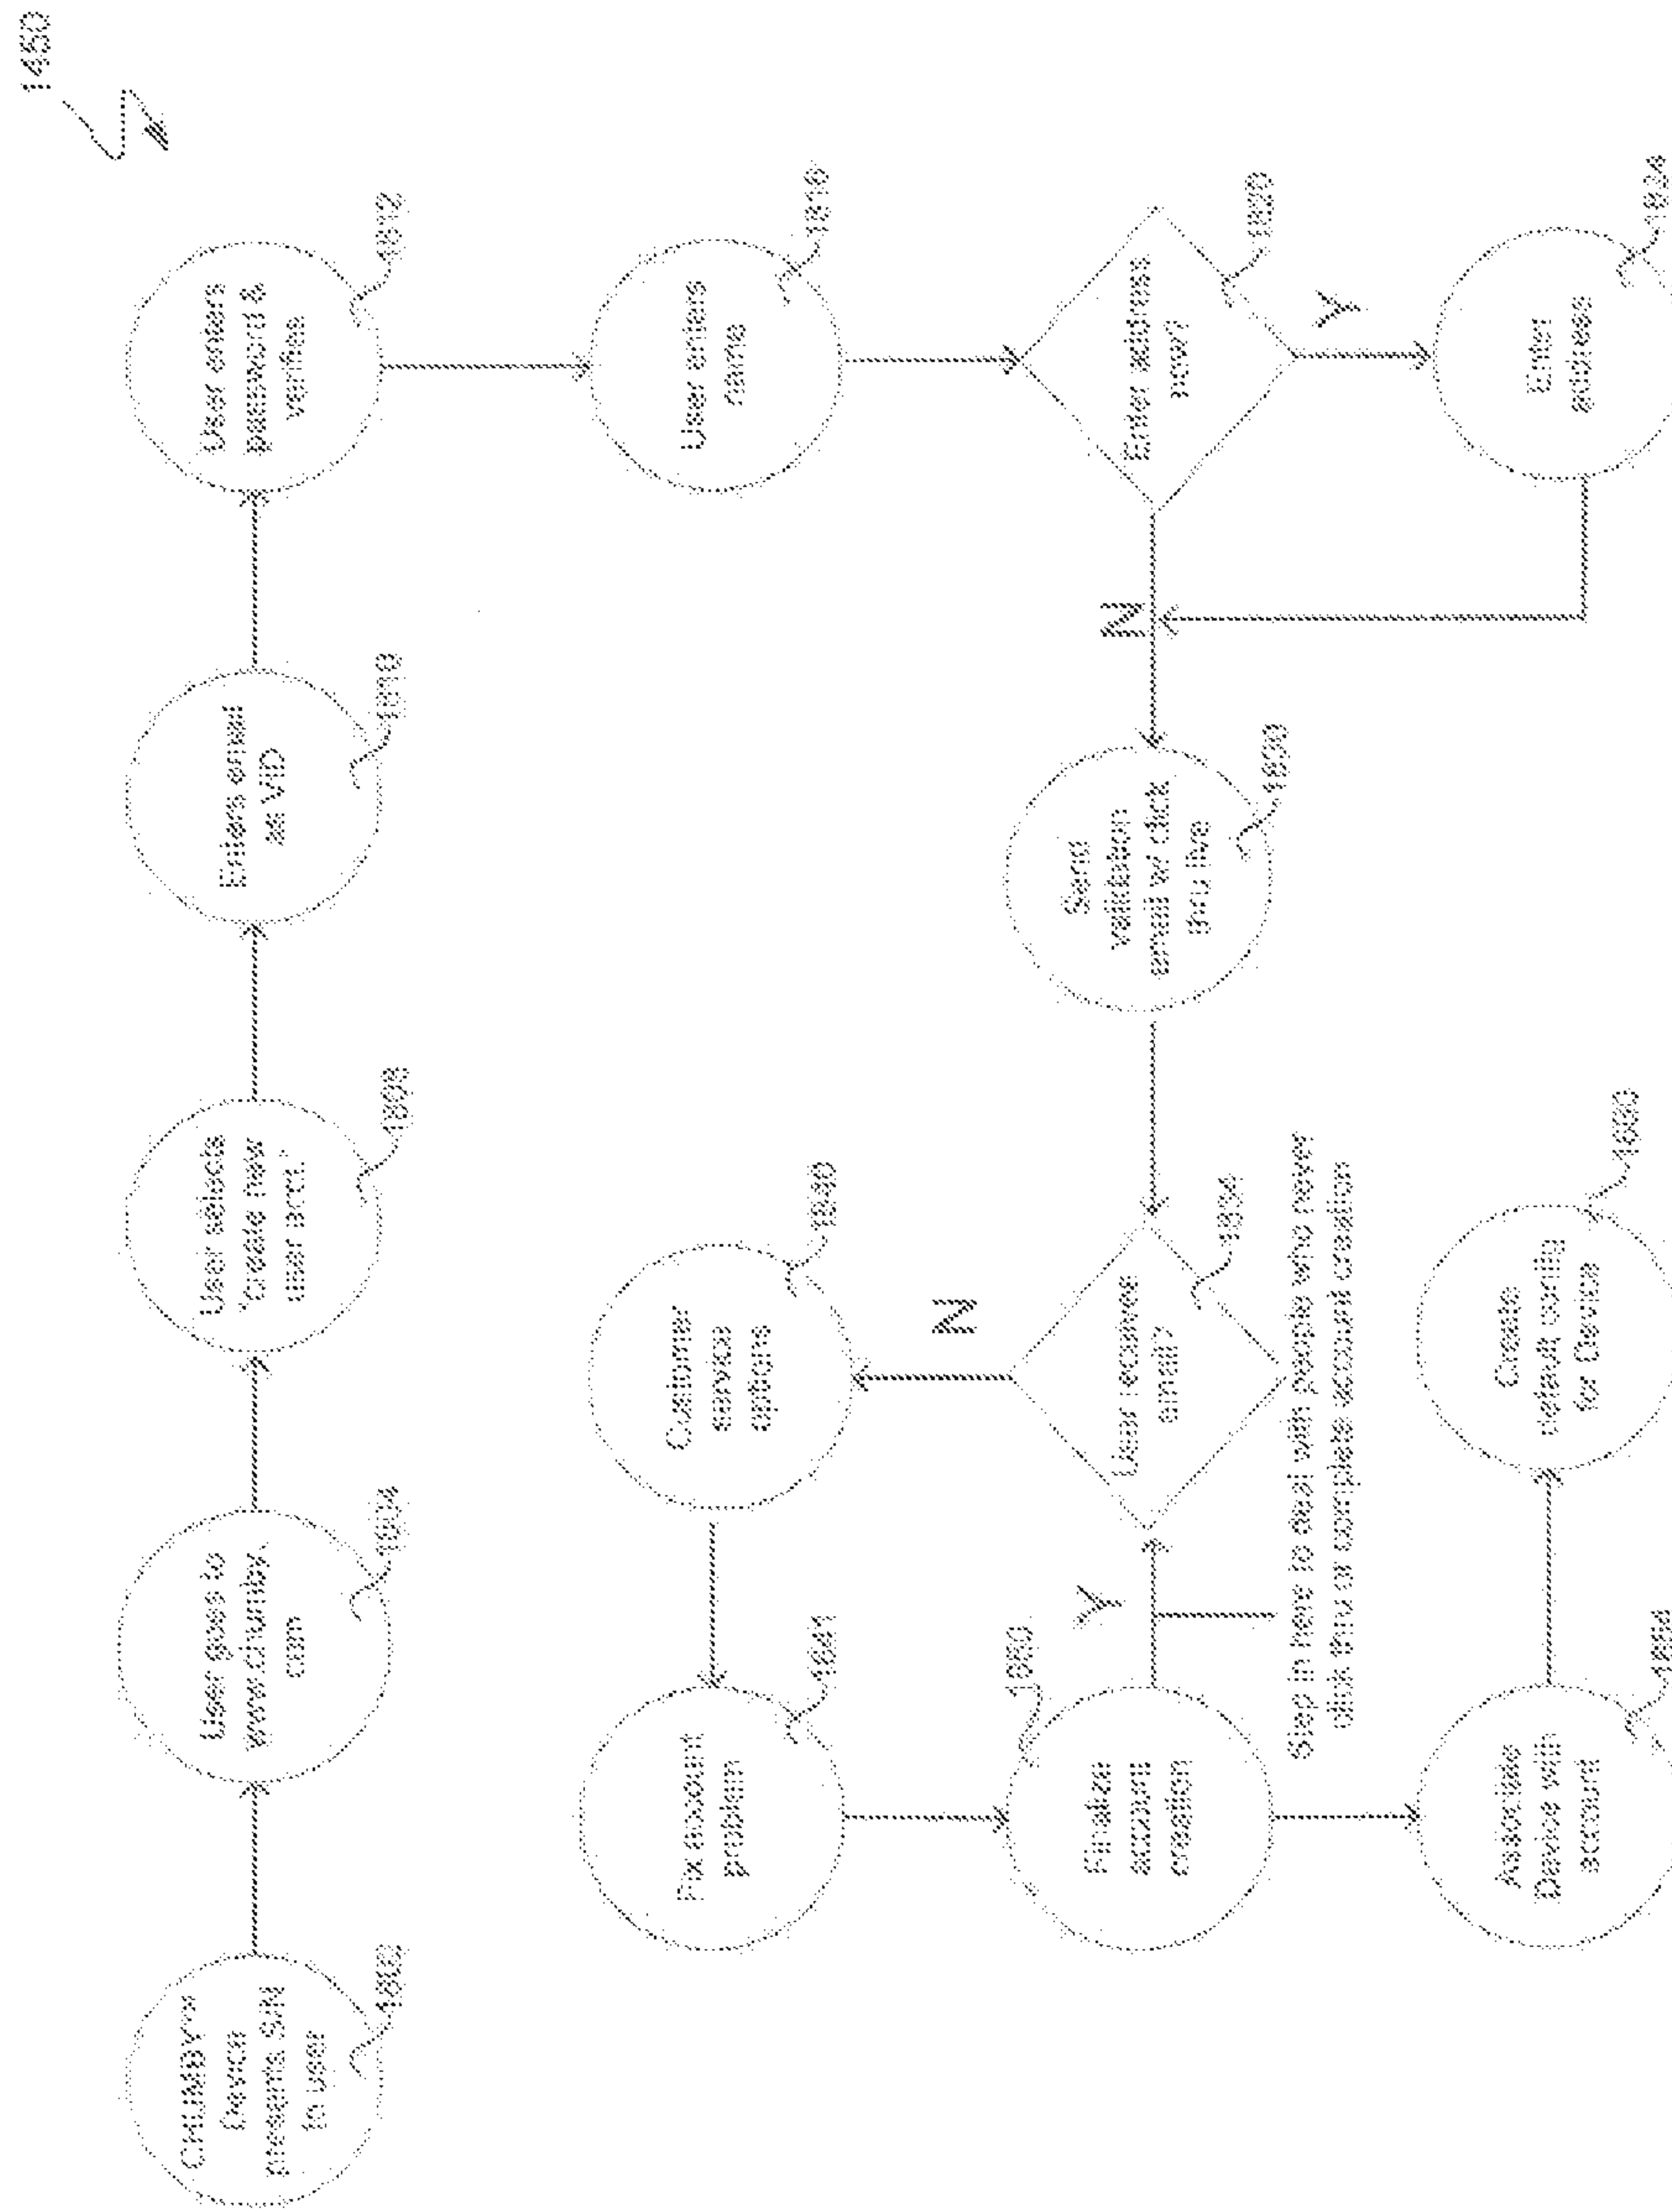 1450
CHUMBY™
Device
presents S/N
to user
1802
User goes to
www.chumby.
com
1804
User selects
"create new
user acct."
1808
Enters email
as VID
1810
User enters
password &
verifies
1812
User enters
name
1816
Enter address
now?
1820
Y
Enter
address
1824
N
Send
validation
email w/ click
thru live
1830
User receives
email?
1834
N
Customer
service
options
1840
Fix account
problem
1841
Y
Finalize
account
creation
1850
Step in here to deal with people who never
click thru or complete account creation
Associate
Device with
account
1854
Create
default config
for Device
1860